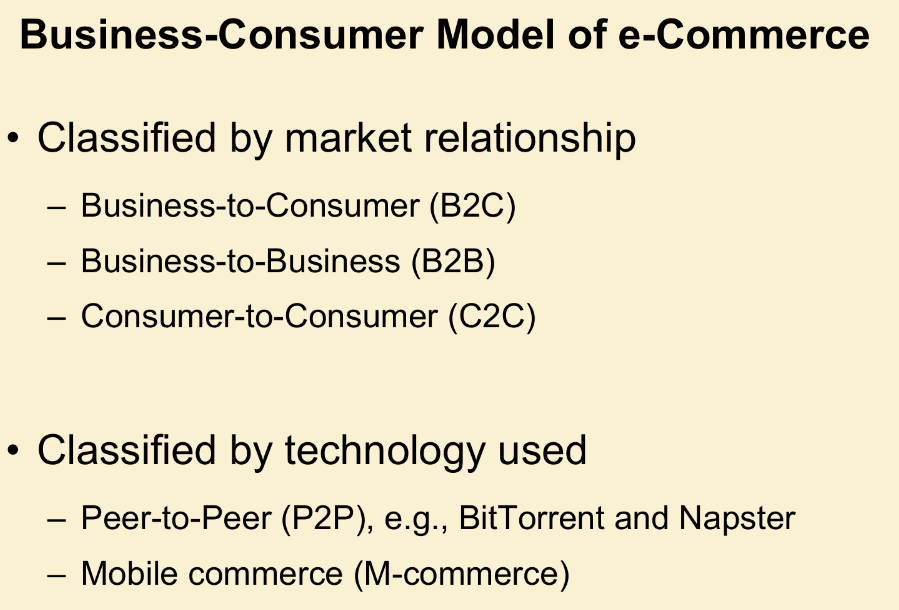 Business-Consumer Model of e-Commerce
• Classified by market relationship
– Business-to-Consumer (B2C)
– Business-to-Business (B2B)
– Consumer-to-Consumer (C2C)
• Classified by technology used
– Peer-to-Peer (P2P), e.g., BitTorrent and Napster
– Mobile commerce (M-commerce)